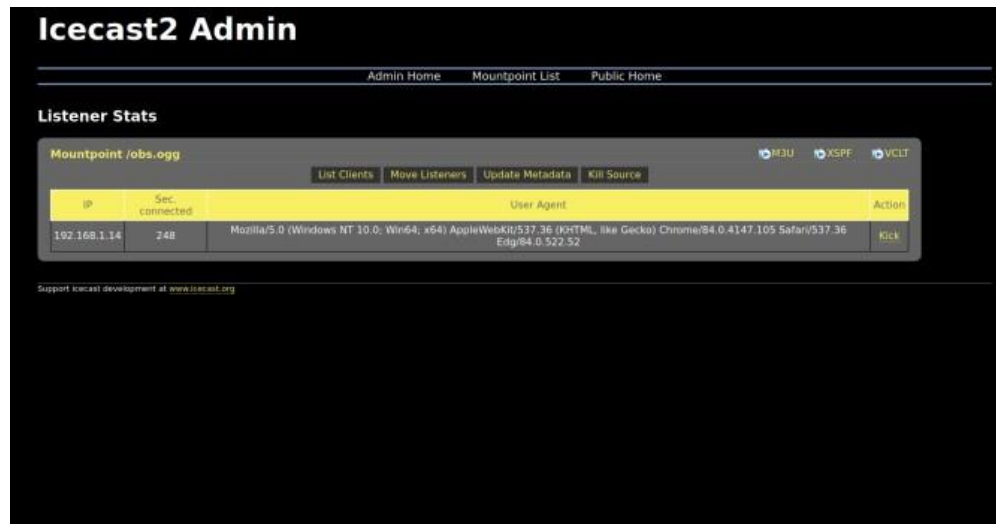 Icecast2 Admin
Admin Home Mountpoint List Public Home
Listener Stats
Mountpoint /obs.ogg M3U XSPF VCLT
List Clients Move Listeners Update Metadata Kill Source
IP Sec. connected User Agent Action
192.168.1.14 248 Mozilla/5.0 (Windows NT 10.0; Win64; x64) AppleWebKit/537.36 (KHTML, like Gecko) Chrome/84.0.4147.105 Safari/537.36
Edg/84.0.522.52 Kick
Support icecast development at www.icecast.org